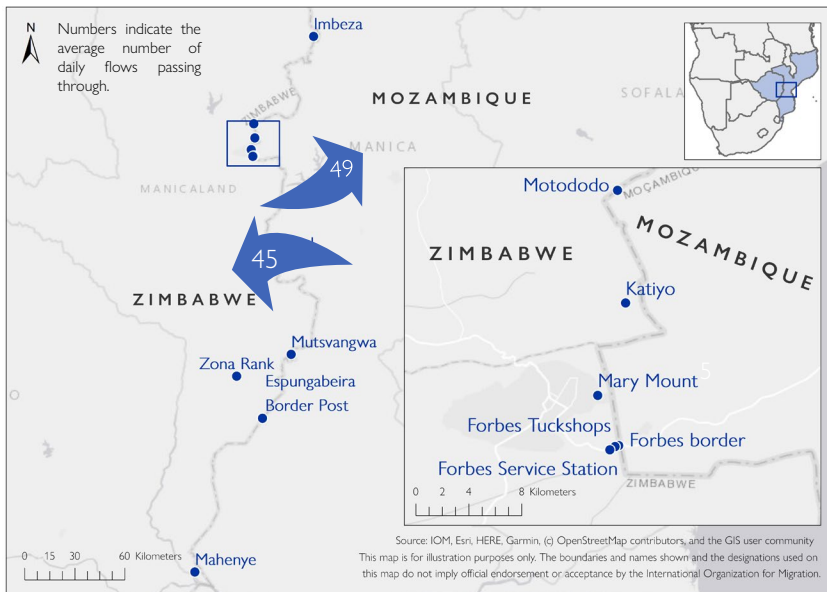 N
Numbers indicate the
average number of
daily flows passing
through.
Imbeza
MOZAMBIQUE
SOFALA
ZIMBABWE
MANICA
MANICALAND
49
45
ZIMBABWE
Mutsvangwa
Zona Rank
Espungabeira
Border Post
Mahenye
0 15 30 60 Kilometers
Motododo
MOÇAMBIQUE
ZIMBABWE
MOZAMBIQUE
Katiyo
Mary Mount
5
Forbes Tuckshops
Forbes border
Forbes Service Station
ZIMBABWE
0 2 4 8 Kilometers
Source: IOM, Esri, HERE, Garmin, (c) OpenStreetMap contributors, and the GIS user community
This map is for illustration purposes only. The boundaries and names shown and the designations used on
this map do not imply official endorsement or acceptance by the International Organization for Migration.